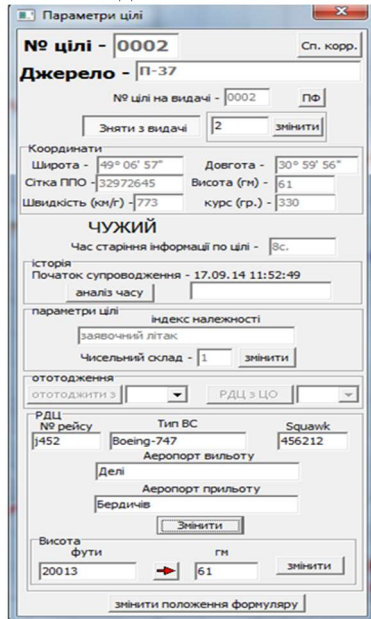 Параметри цілі
№ цілі - 0002 Сп. корр.
Джерело - П-37
№ цілі на видачі - 0002 ПФ
Зняти з видачі 2 змінити
Координати
Широта - 49° 06' 57" Довгота - 30° 59' 56"
Сітка ППО - 32972645 Висота (гм) - 61
Швидкість (км/г) - 773 курс (гр.) - 330
ЧУЖИЙ
Час старіння інформації по цілі - 8с.
історія
Початок супроводження - 17.09.14 11:52:49
аналіз часу
параметри цілі
індекс належності
заявочний літак
Чисельный склад - 1 змінити
ототодження
ототоджити з РДЦ з ЦО
РДЦ
№ рейсу Тип ВС Squawk
j452 Boeing-747 456212
Аеропорт вильоту
Делі
Аеропорт прильоту
Бердичів
Змінити
Висота
фути гм
20013 61 змінити
змінити положення формуляру